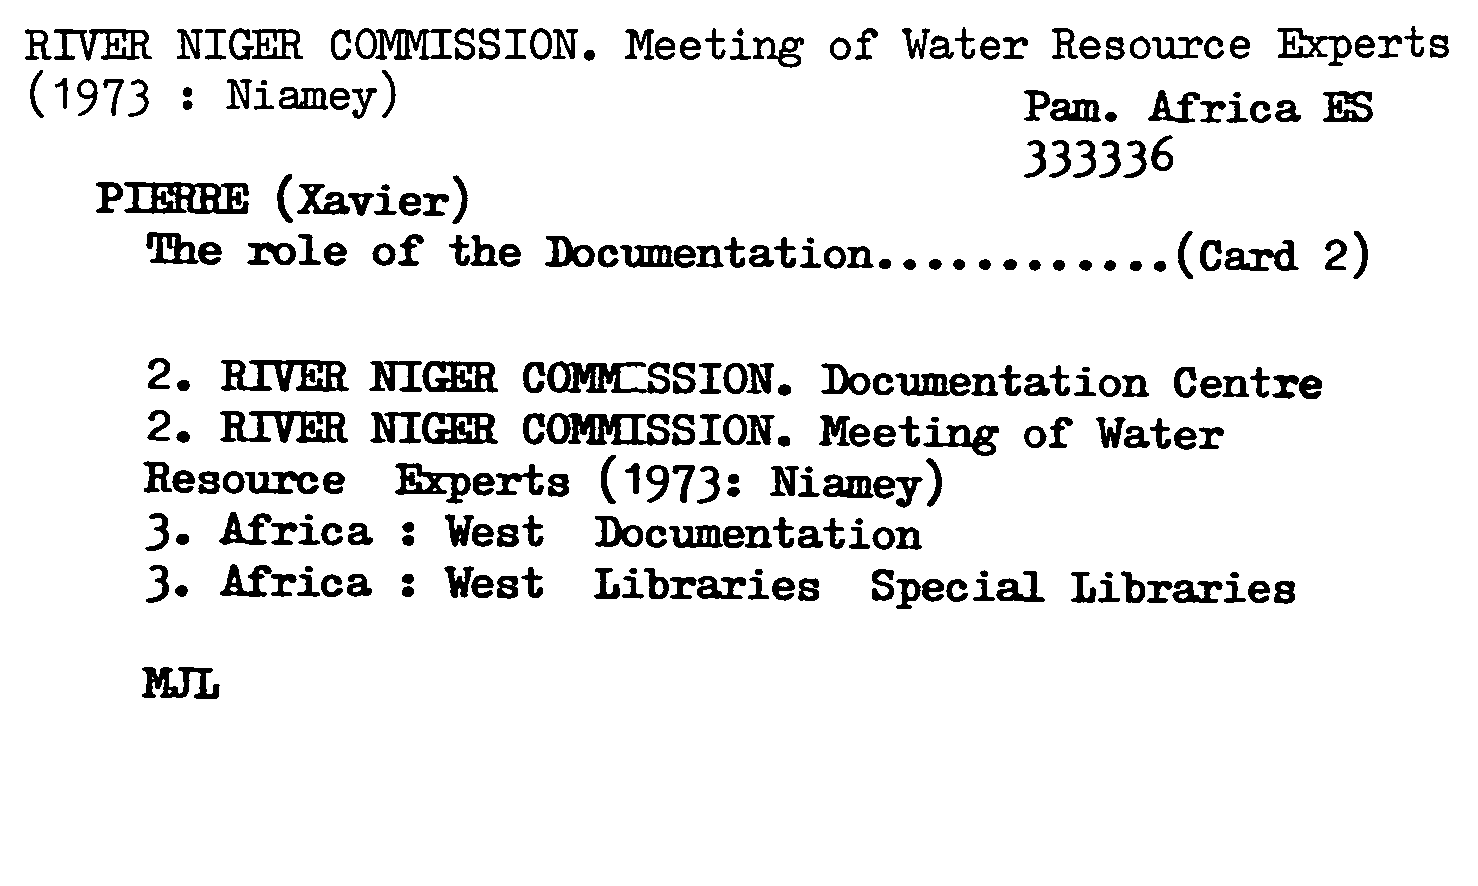 RIVER NIGER COMMISSION. Meeting of Water Resource Experts
(1973 : Niamey)
Pam. Africa ES
333336
PIERRE (Xavier)
The role of the Documentation............(Card 2)
2. RIVER NIGER COMMISSION. Documentation Centre
2. RIVER NIGER COMMISSION. Meeting of Water
Resource Experts (1973: Niamey)
3. Africa : West Documentation
3. Africa : West Libraries Special Libraries
MJL